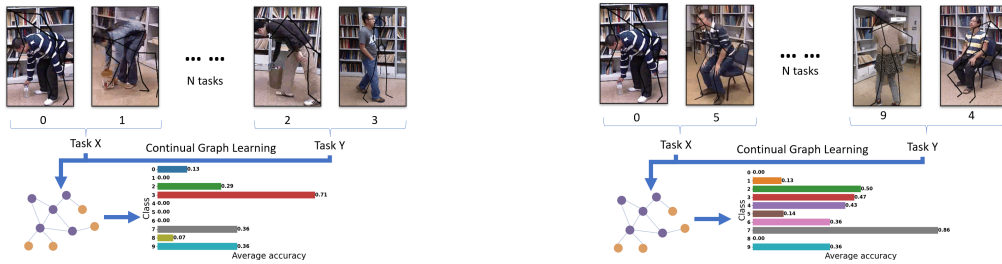 ... ...
N tasks
0 1 2 3
Task X Task Y
Continual Graph Learning
Class
0 0.13
1 0.00
2 0.29
3 0.71
4 0.00
5 0.00
6 0.00
7 0.36
8 0.07
9 0.36
Average accuracy
... ...
N tasks
0 5 9 4
Task X Task Y
Continual Graph Learning
Class
0 0.00
1 0.13
2 0.50
3 0.47
4 0.43
5 0.14
6 0.36
7 0.86
8 0.00
9 0.36
Average accuracy